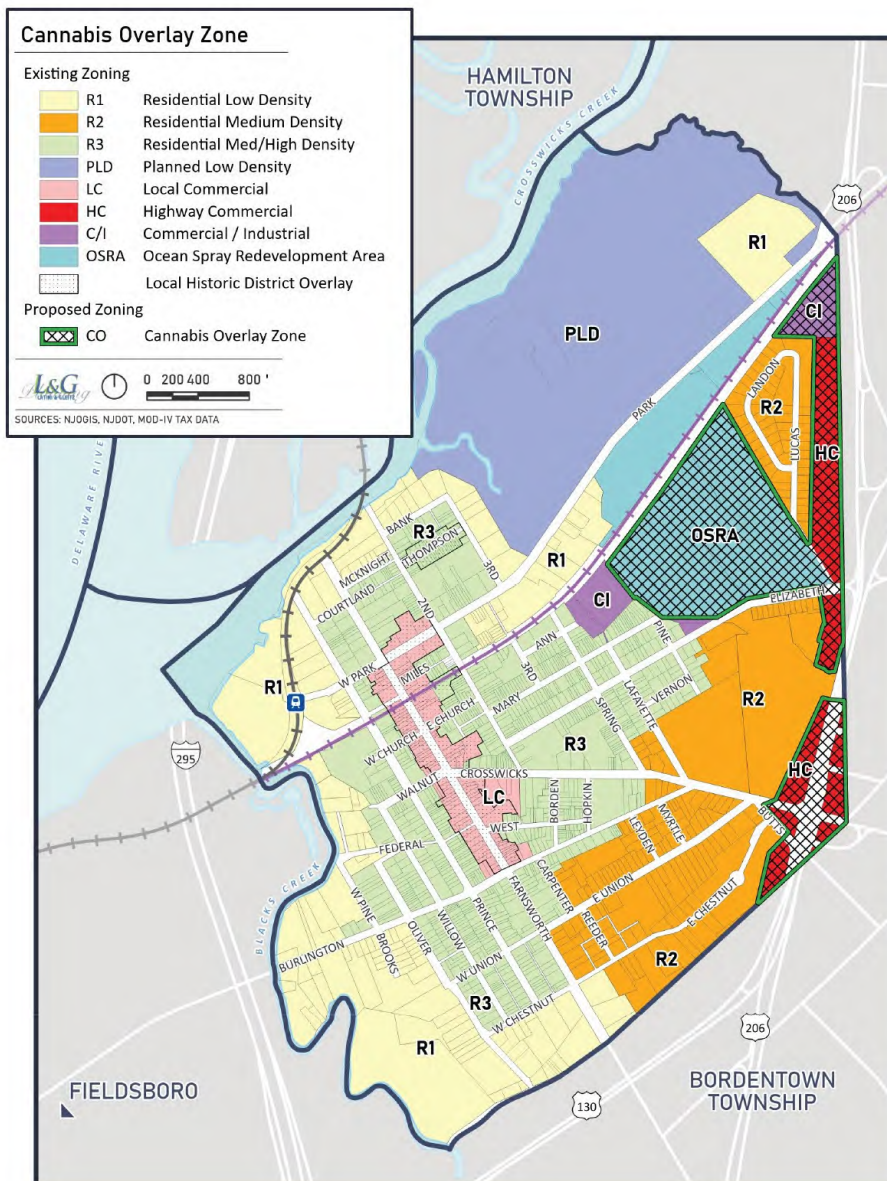 Cannabis Overlay Zone
Existing Zoning
R1 Residential Low Density
R2 Residential Medium Density
R3 Residential Med/High Density
PLD Planned Low Density
LC Local Commercial
HC Highway Commercial
C/I Commercial / Industrial
OSRA Ocean Spray Redevelopment Area
Local Historic District Overlay
Proposed Zoning
CO Cannabis Overlay Zone
L&G
0 200 400 800 '
SOURCES: NJOGIS, NJDOT, MOD-IV TAX DATA
HAMILTON
TOWNSHIP
CROSSWICKS CREEK
206
R1
CI
PLD
LANDON
R2
PARK
LUCAS
HC
DELAWARE RIVE
OSRA
BANK
R3
THOMPSON
MCKNIGHT
COURTLAND
3RD
R1
2ND
CI
ELIZABETH
ANN
PINE
W PARK
MILES
3RD
R1
MARY
E CHURCH
LAFAYETTE
VERNON
SPRING
R2
W CHURCH
R3
295
CROSSWICKS
HC
WALNUT
LC
BORDEN
HOPKIN
BUTTS
WEST
MYRTLE
LEYDEN
FEDERAL
BLACKS CREEK
CARPENTER
E UNION
E CHESTNUT
W PINE
FARNSWORTH
PRINCE
REEDER
WILLOW
OLIVER
BROOKS
BURLINGTON
W UNION
R2
R3
W CHESTNUT
R1
206
FIELDSBORO
BORDENTOWN
TOWNSHIP
130